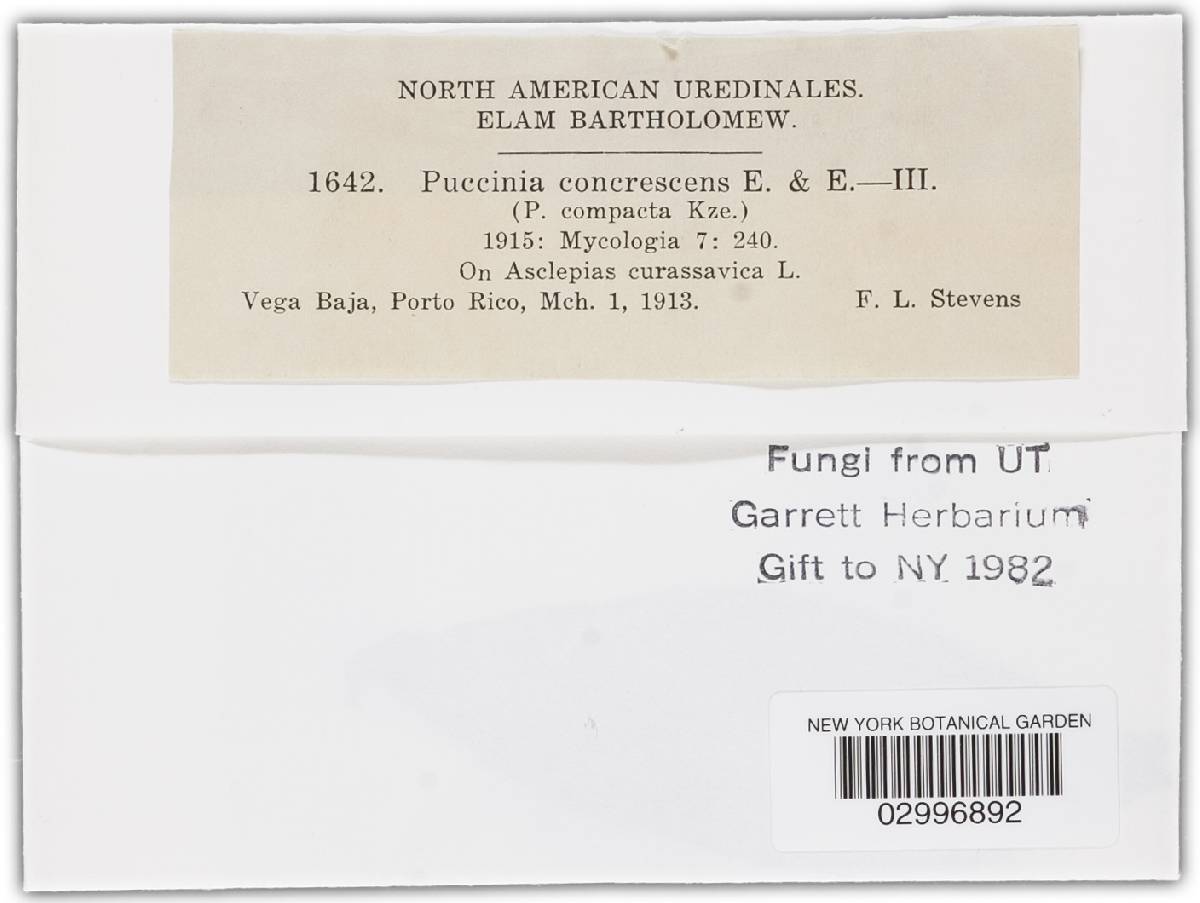 NORTH AMERICAN UREDINALES.
ELAM BARTHOLOMEW.
1642. Puccinia concrescens E. & E.—III.
(P. compacta Kze.)
1915: Mycologia 7: 240.
On Asclepias curassavica L.
Vega Baja, Porto Rico, Mch. 1, 1913. F. L. Stevens
Fungi from UT
Garrett Herbarium
Gift to NY 1982
NEW YORK BOTANICAL GARDEN
02996892